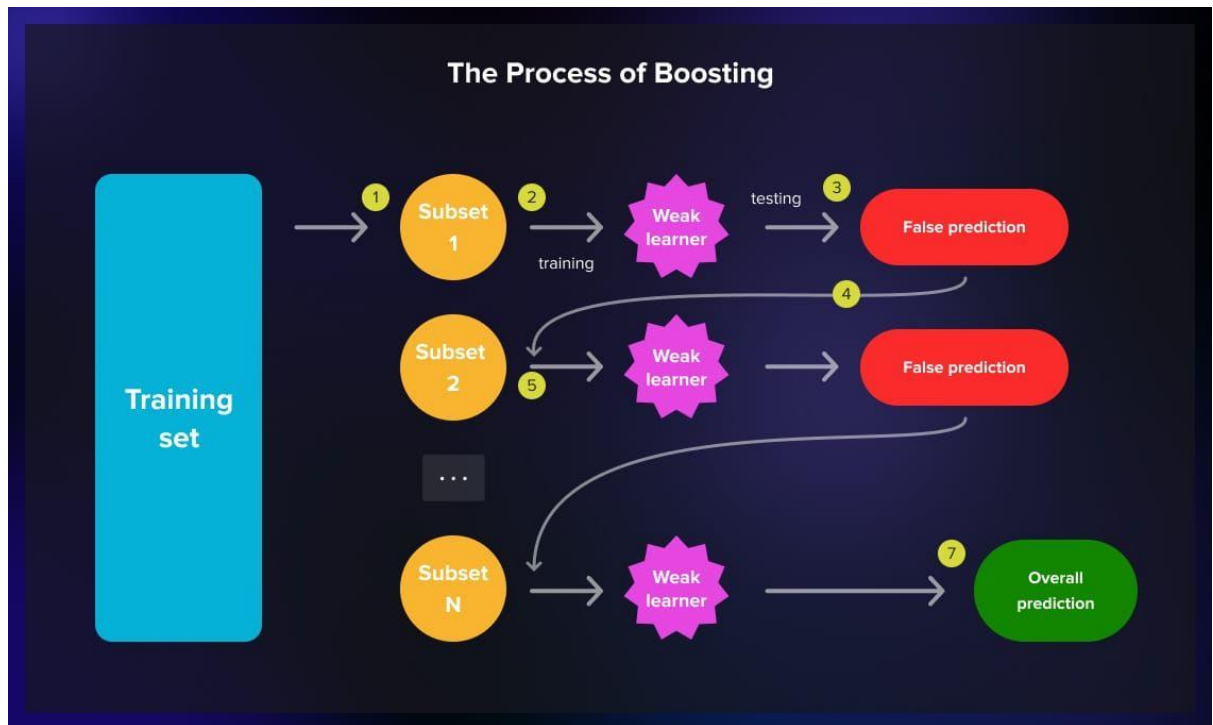 The Process of Boosting
1
Subset
1
2
training
Weak
learner
testing
3
False prediction
4
Training
set
Subset
2
5
Weak
learner
False prediction
...
Subset
N
Weak
learner
7
Overall
prediction